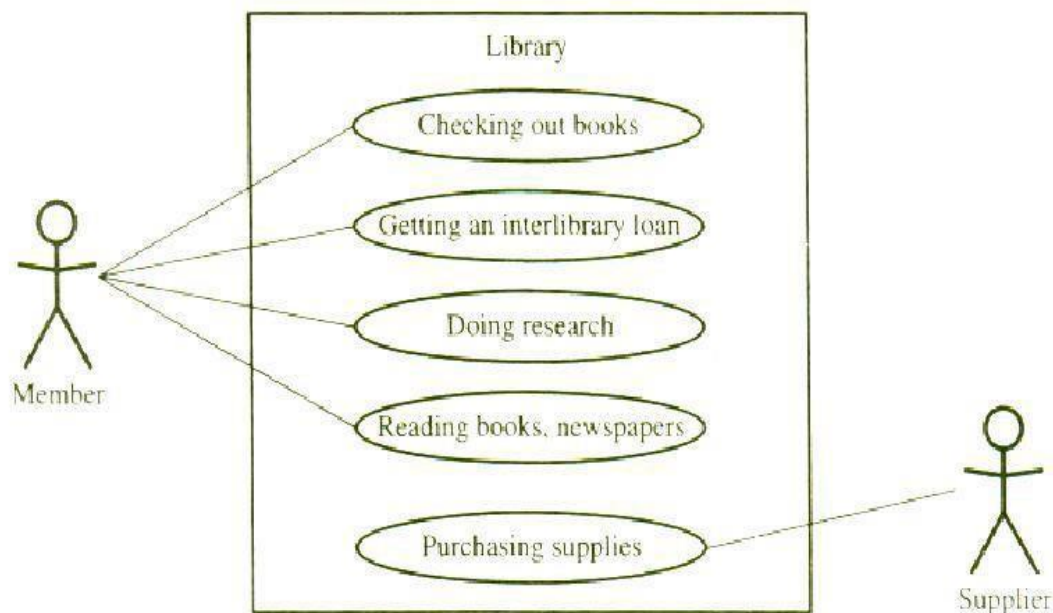 Library
Checking out books
Getting an interlibrary loan
Doing research
Member
Reading books, newspapers
Purchasing supplies
Supplier